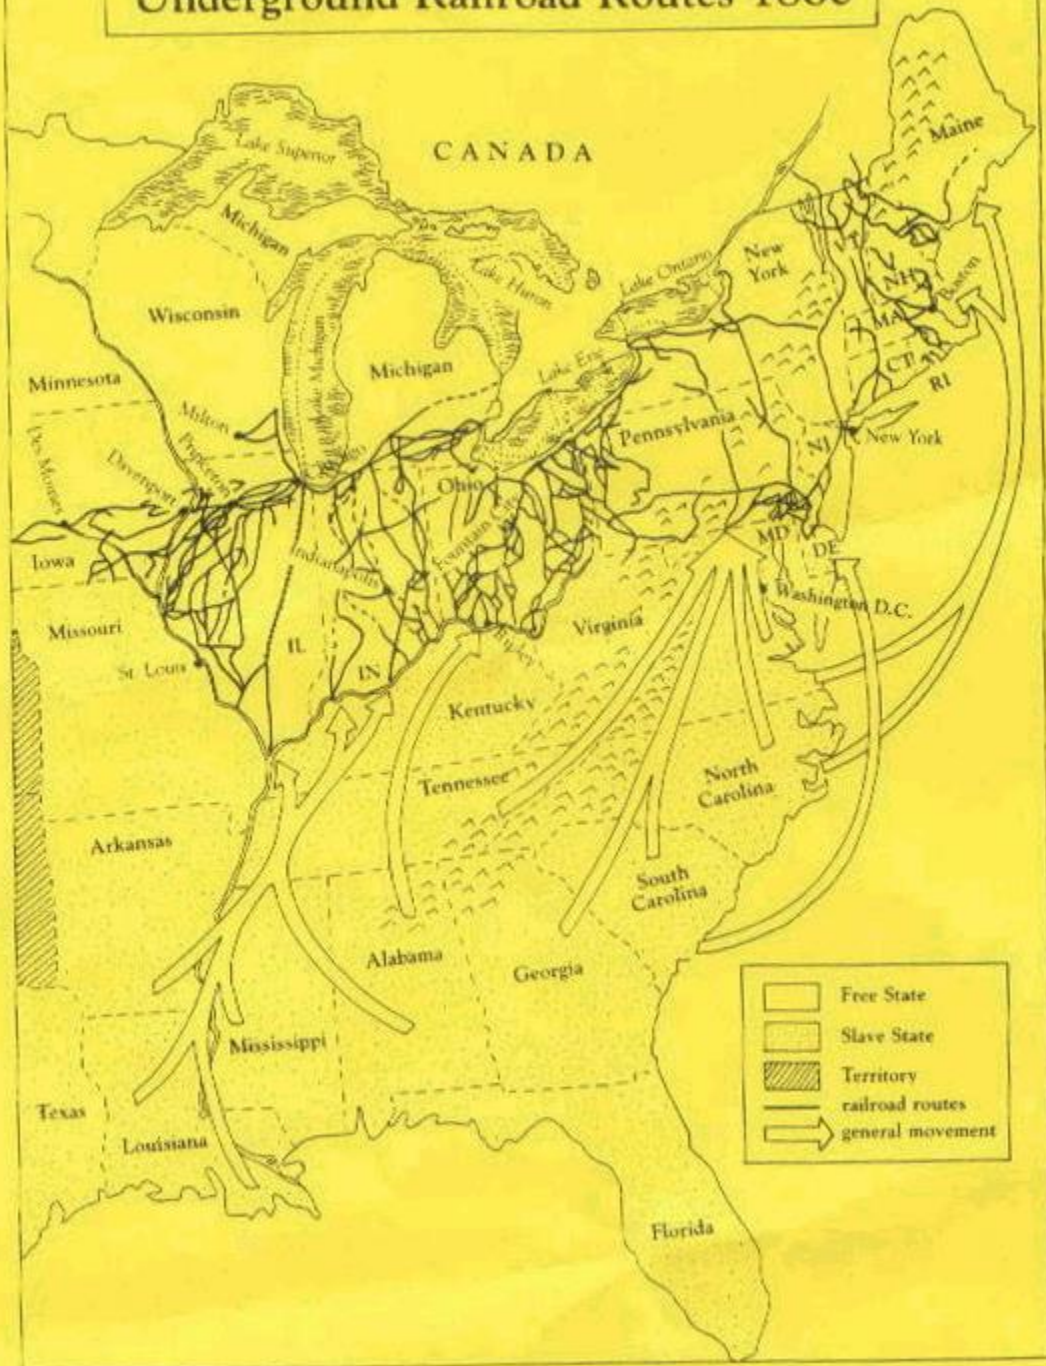 Underground Railroad Routes 1860
CANADA
Lake Superior
Maine
Michigan
Lake Huron
Lake Ontario
New
York
Wisconsin
Lake Michigan
Michigan
Lake Erie
NH
Boston
MA
CT
RI
Minnesota
Milton
Pennsylvania
NJ
New York
Des Moines
Davenport
Princeton
Ohio
MD
DE
Iowa
Indianapolis
Washington D.C.
Missouri
Virginia
Ripley
St. Louis
IL
IN
Kentucky
Tennessee
North
Carolina
Arkansas
South
Carolina
Alabama
Georgia
Mississippi
Texas
Louisiana
Florida
Free State
Slave State
Territory
railroad routes
general movement